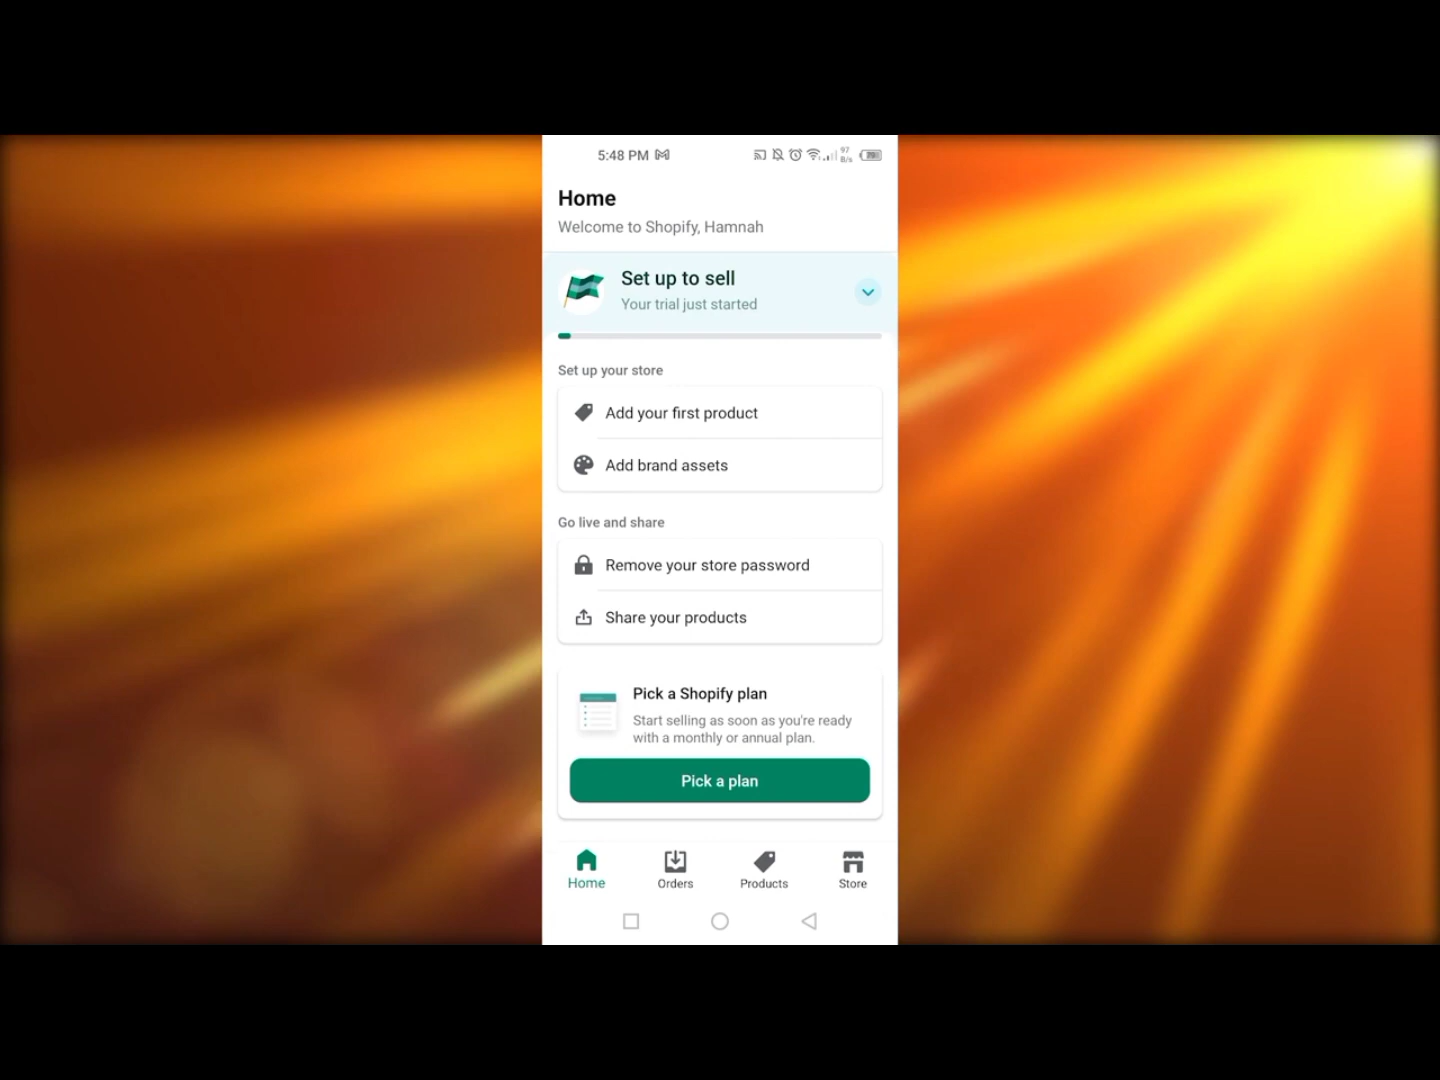 5:48 PM
97
B/s
Home
Welcome to Shopify, Hamnah
Set up to sell
Your trial just started
Set up your store
Add your first product
Add brand assets
Go live and share
Remove your store password
Share your products
Pick a Shopify plan
Start selling as soon as you're ready
with a monthly or annual plan.
Pick a plan
Home
Orders
Products
Store